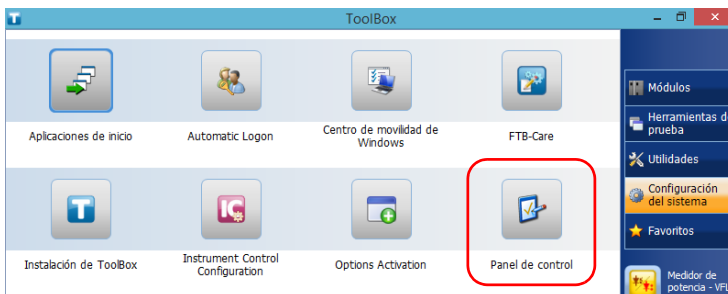 ToolBox
Aplicaciones de inicio
Automatic Logon
Centro de movilidad de
Windows
FTB-Care
Instalación de ToolBox
Instrument Control
Configuration
Options Activation
Panel de control
Módulos
Herramientas d
prueba
Utilidades
Configuración
del sistema
Favoritos
Medidor de
potencia - VFL